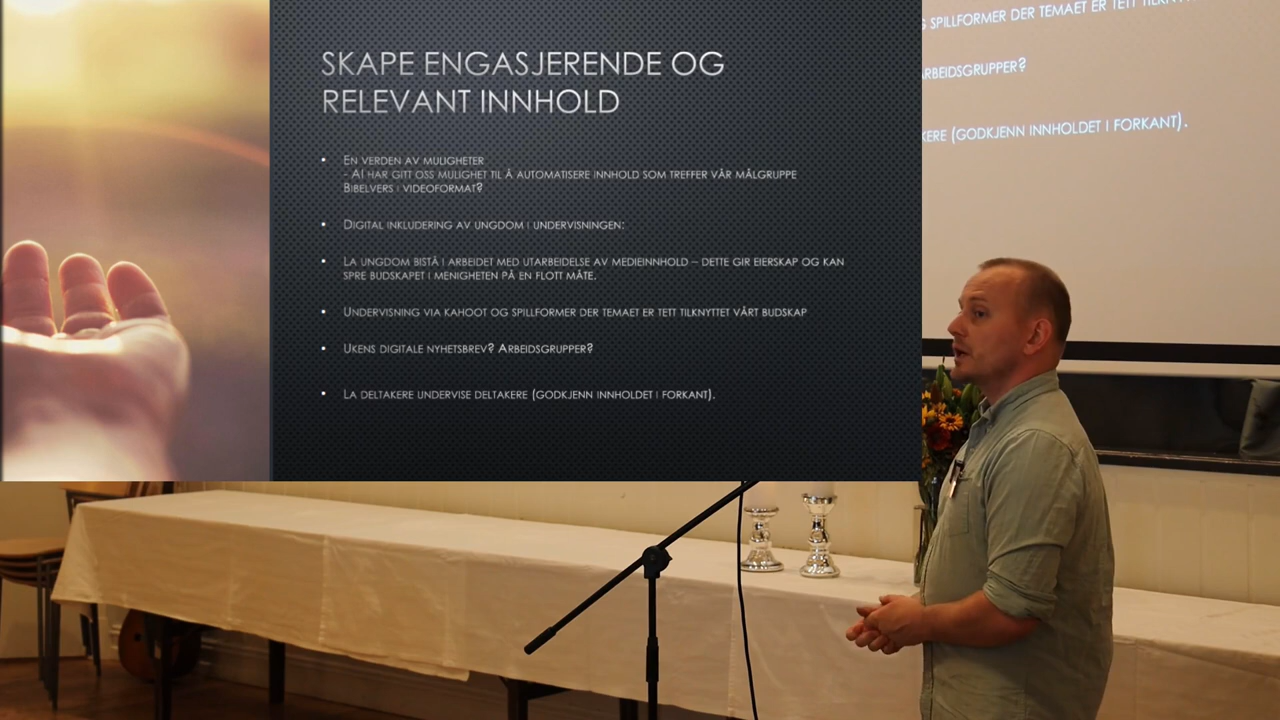 SKAPE ENGASJERENDE OG
RELEVANT INNHOLD
• EN VERDEN AV MULIGHETER
- AI HAR GITT OSS MULIGHET TIL Å AUTOMATISERE INNHOLD SOM TREFFER VÅR MÅLGRUPPE
BIBELVERS I VIDEOFORMAT?
• DIGITAL INKLUDERING AV UNGDOM I UNDERVISNINGEN:
• LA UNGDOM BISTÅ I ARBEIDET MED UTARBEIDELSE AV MEDIEINNHOLD – DETTE GIR EIERSKAP OG KAN
SPRE BUDSKAPET I MENIGHETEN PÅ EN FLOTT MÅTE.
• UNDERVISNING VIA KAHOOT OG SPILLFORMER DER TEMAET ER TETT TILKNYTTET VÅRT BUDSKAP
• UKENS DIGITALE NYHETSBREV? ARBEIDSGRUPPER?
• LA DELTAKERE UNDERVISE DELTAKERE (GODKJENN INNHOLDET I FORKANT).
SPILLFORMER DER TEMAET ER TETT
RBEIDSGRUPPER?
KERE (GODKJENN INNHOLDET I FORKANT).